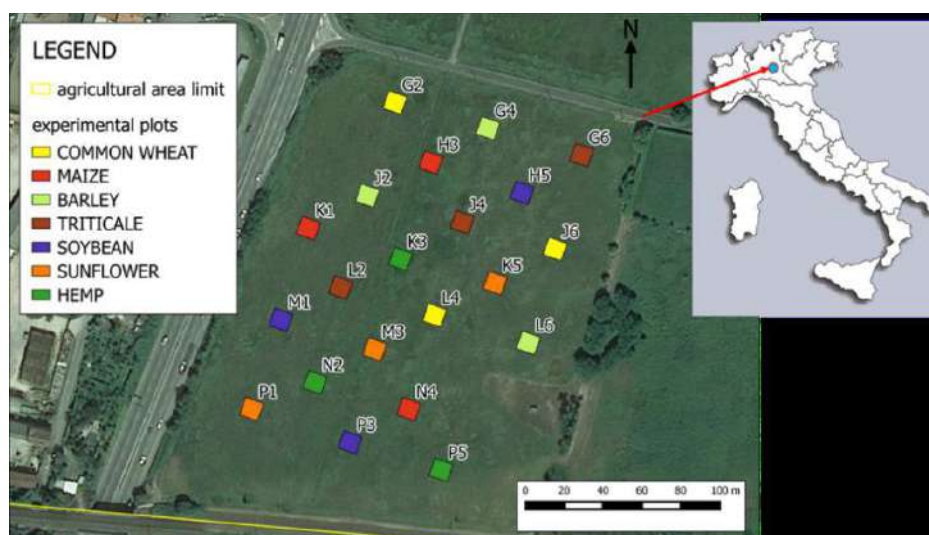 LEGEND
agricultural area limit
experimental plots
COMMON WHEAT
MAIZE
BARLEY
TRITICALE
SOYBEAN
SUNFLOWER
HEMP
N
G2
G4
H3
G6
J2
H5
K1
J4
K3
J6
L2
K5
M1
L4
M3
L6
N2
P1
N4
P3
P5
0 20 40 60 80 100 m